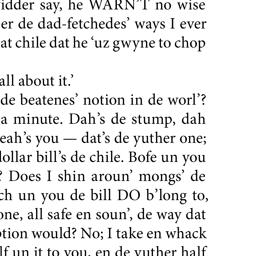 idder say, he WARN'T no wise
er de dad-fetchedes' ways I ever
at chile dat he 'uz gwyne to chop
all about it.'
de beatenes' notion in de worl'?
a minute. Dah's de stump, dah
eah's you — dat's de yuther one;
ollar bill's de chile. Bofe un you
? Does I shin aroun' mongs' de
ch un you de bill DO b'long to,
one, all safe en soun', de way dat
ption would? No; I take en whack
lf un it to you, en de yuther half